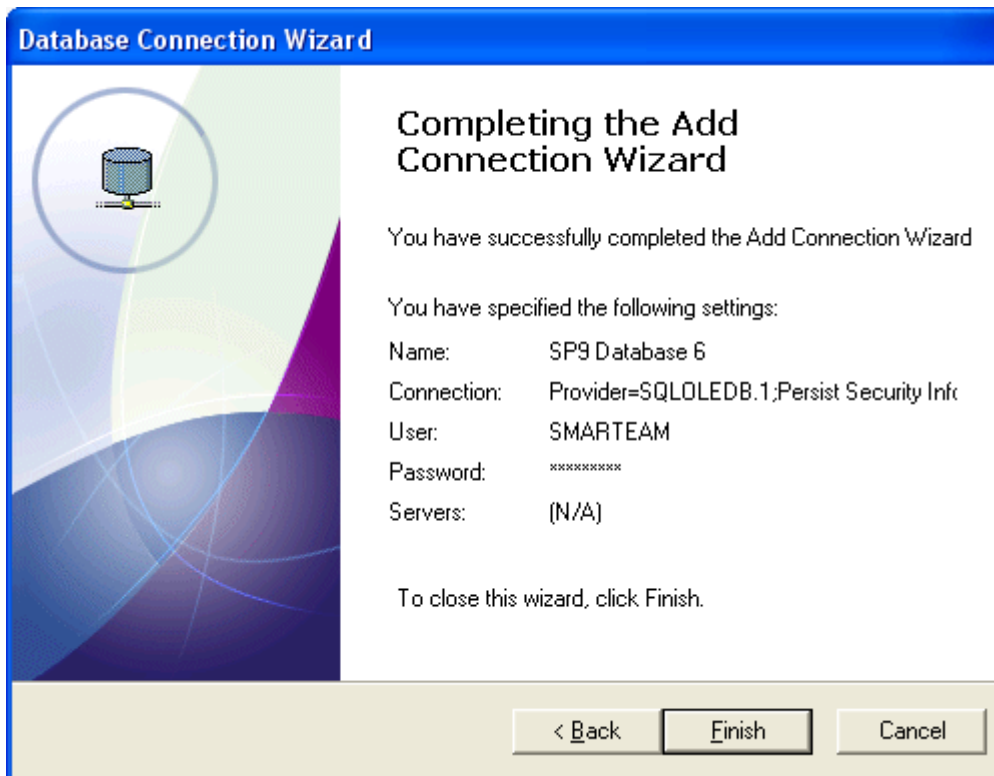 Database Connection Wizard
Completing the Add
Connection Wizard
You have successfully completed the Add Connection Wizard
You have specified the following settings:
Name: SP9 Database 6
Connection: Provider=SQLOLEDB.1;Persist Security Info
User: SMARTEAM
Password: *********
Servers: (N/A)
To close this wizard, click Finish.
< Back Finish Cancel